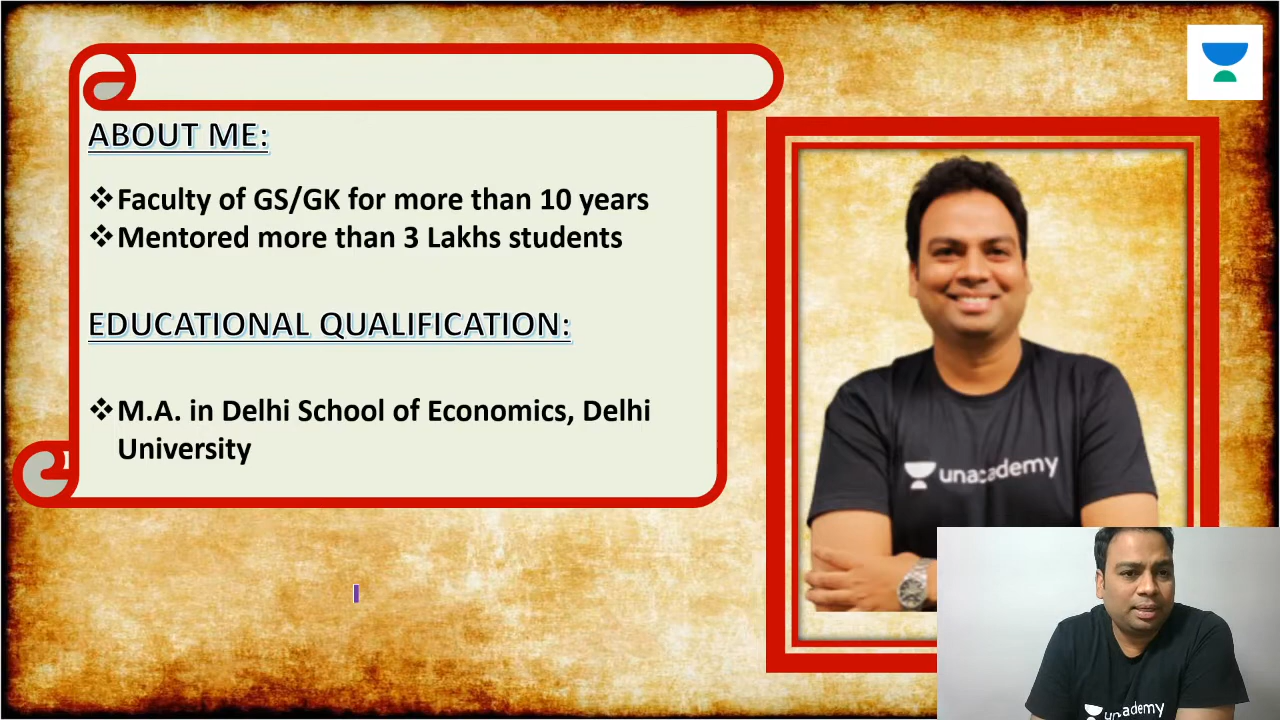 ABOUT ME:
❖Faculty of GS/GK for more than 10 years
❖Mentored more than 3 Lakhs students
EDUCATIONAL QUALIFICATION:
❖M.A. in Delhi School of Economics, Delhi
University
unacademy
unacademy